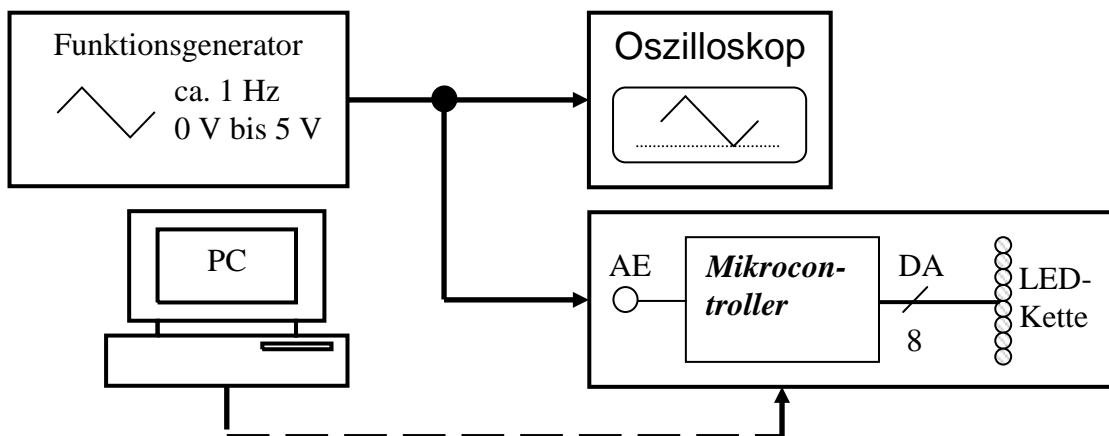 Funktionsgenerator
ca. 1 Hz
0 V bis 5 V
Oszilloskop
PC
AE
Mikrocon-
troller
DA
8
LED-
Kette